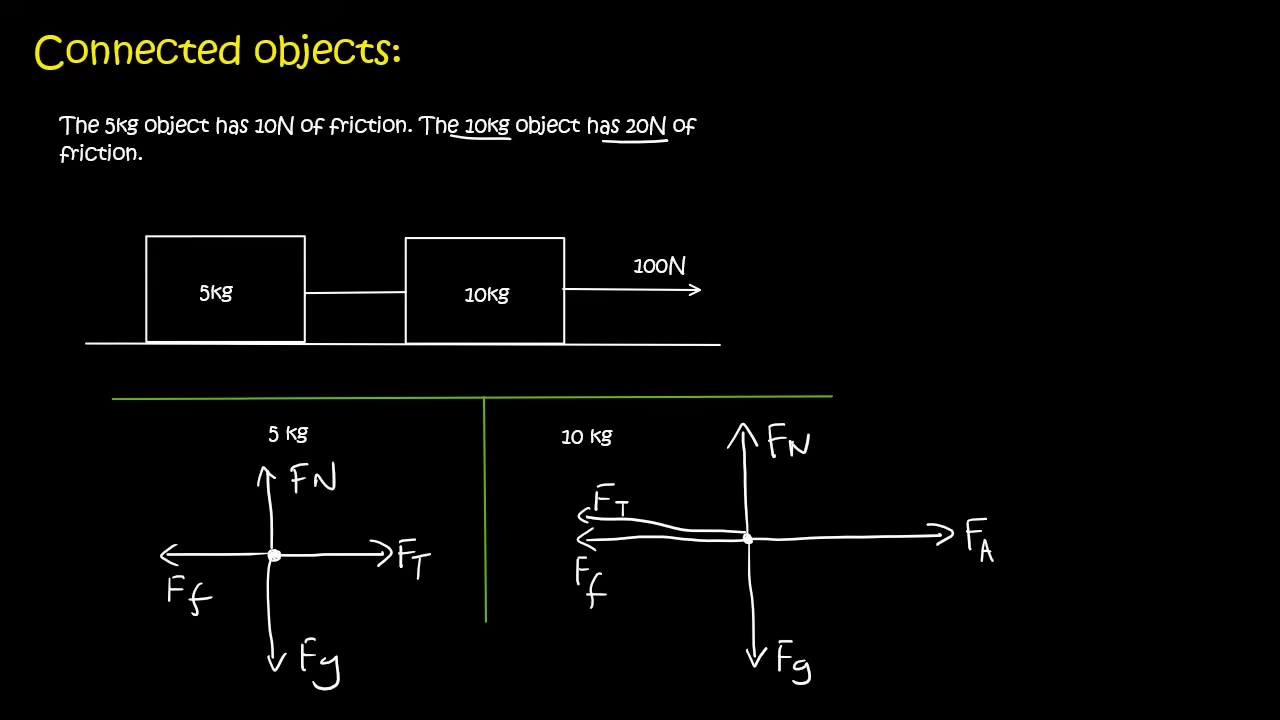 Connected objects:
The 5kg object has 10N of friction. The 10kg object has 20N of
friction.
5kg
10kg
100N
5 kg
FN
Ff
FT
Fg
10 kg
FN
FT
Ff
FA
Fg